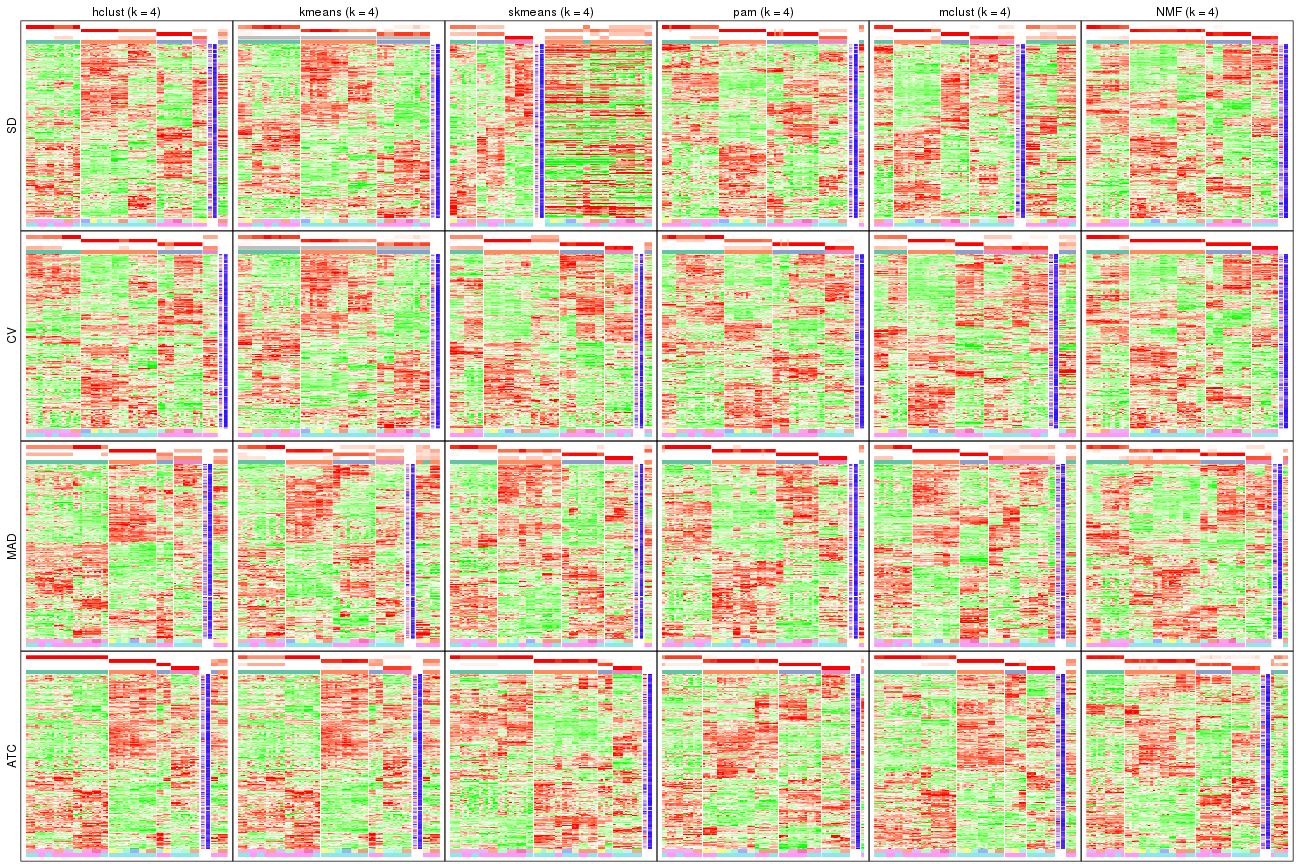 hclust (k = 4) kmeans (k = 4) skmeans (k = 4) pam (k = 4) mclust (k = 4) NMF (k = 4)
SD
CV
MAD
ATC